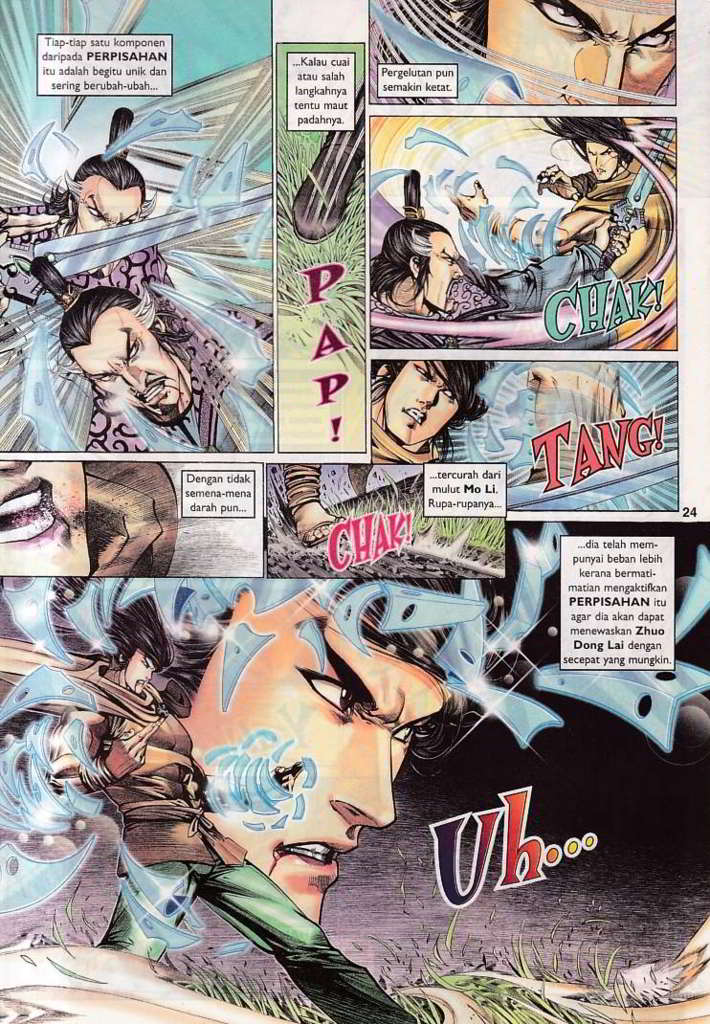 Tiap-tiap satu komponen
daripada PERPISAHAN
itu adalah begitu unik dan
sering berubah-ubah...
...Kalau cuai
atau salah
langkahnya
tentu maut
padahnya.
PAP!
Pergelutan pun
semakin ketat.
CHAK!
TANG!
24
Dengan tidak
semena-mena
darah pun...
CHAK!
...tercurah dari
mulut Mo Li.
Rupa-rupanya...
...dia telah mem-
punyai beban lebih
kerana bermati-
matian mengaktifkan
PERPISAHAN itu
agar dia akan dapat
menewaskan Zhuo
Dong Lai dengan
secepat yang mungkin.
Uh...